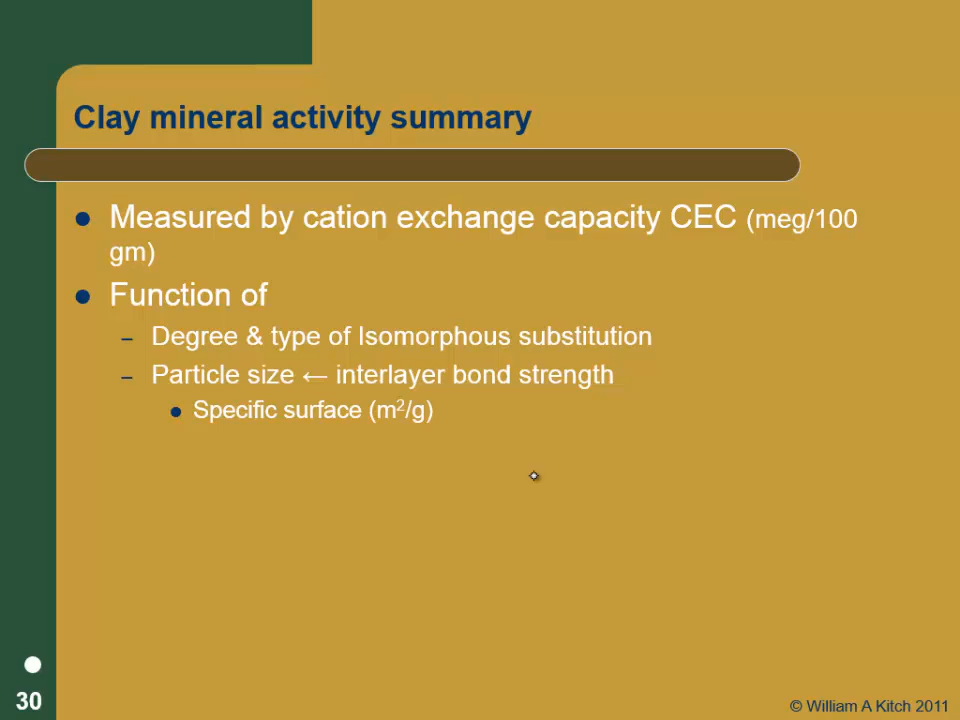 Clay mineral activity summary
● Measured by cation exchange capacity CEC (meg/100
gm)
● Function of
– Degree & type of Isomorphous substitution
– Particle size ← interlayer bond strength
● Specific surface (m²/g)
30
© William A Kitch 2011